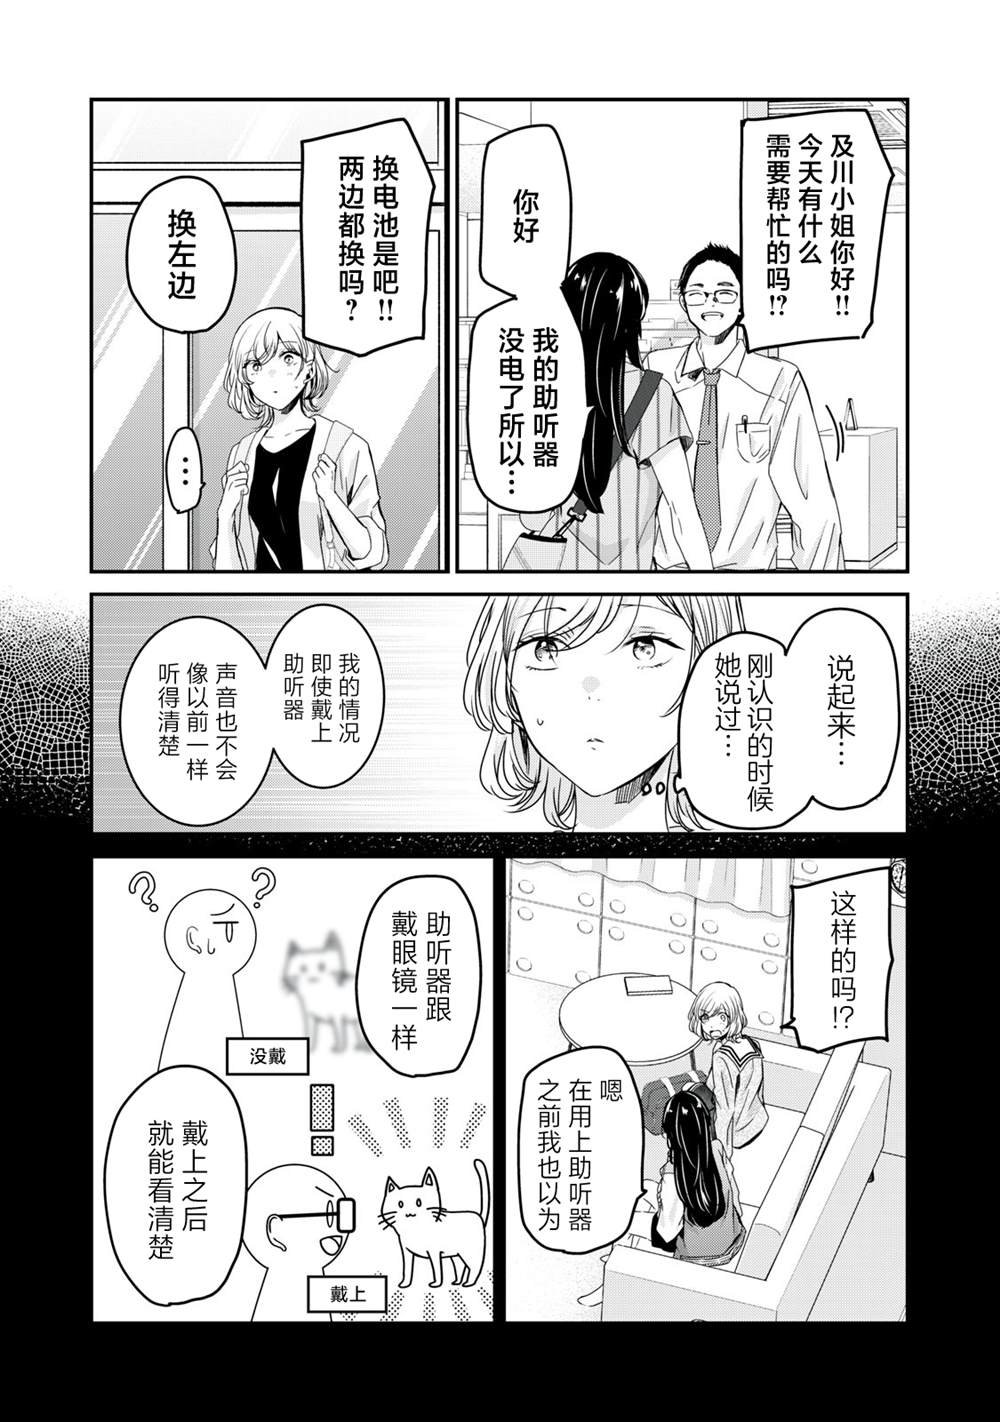 及川小姐你好!!
今天有什么
需要帮忙的吗!?
你好
我的助听器
没电了所以…
换电池是吧!!
两边都换吗?
换左边
…
说起来…
刚认识的时候
她说过…
我的情况
即使戴上
助听器
声音也不会
像以前一样
听得清楚
这样的吗!?
嗯
在用上助听器
之前我也以为
助听器跟
戴眼镜一样
??
没戴
!!
戴上之后
就能看清楚
戴上